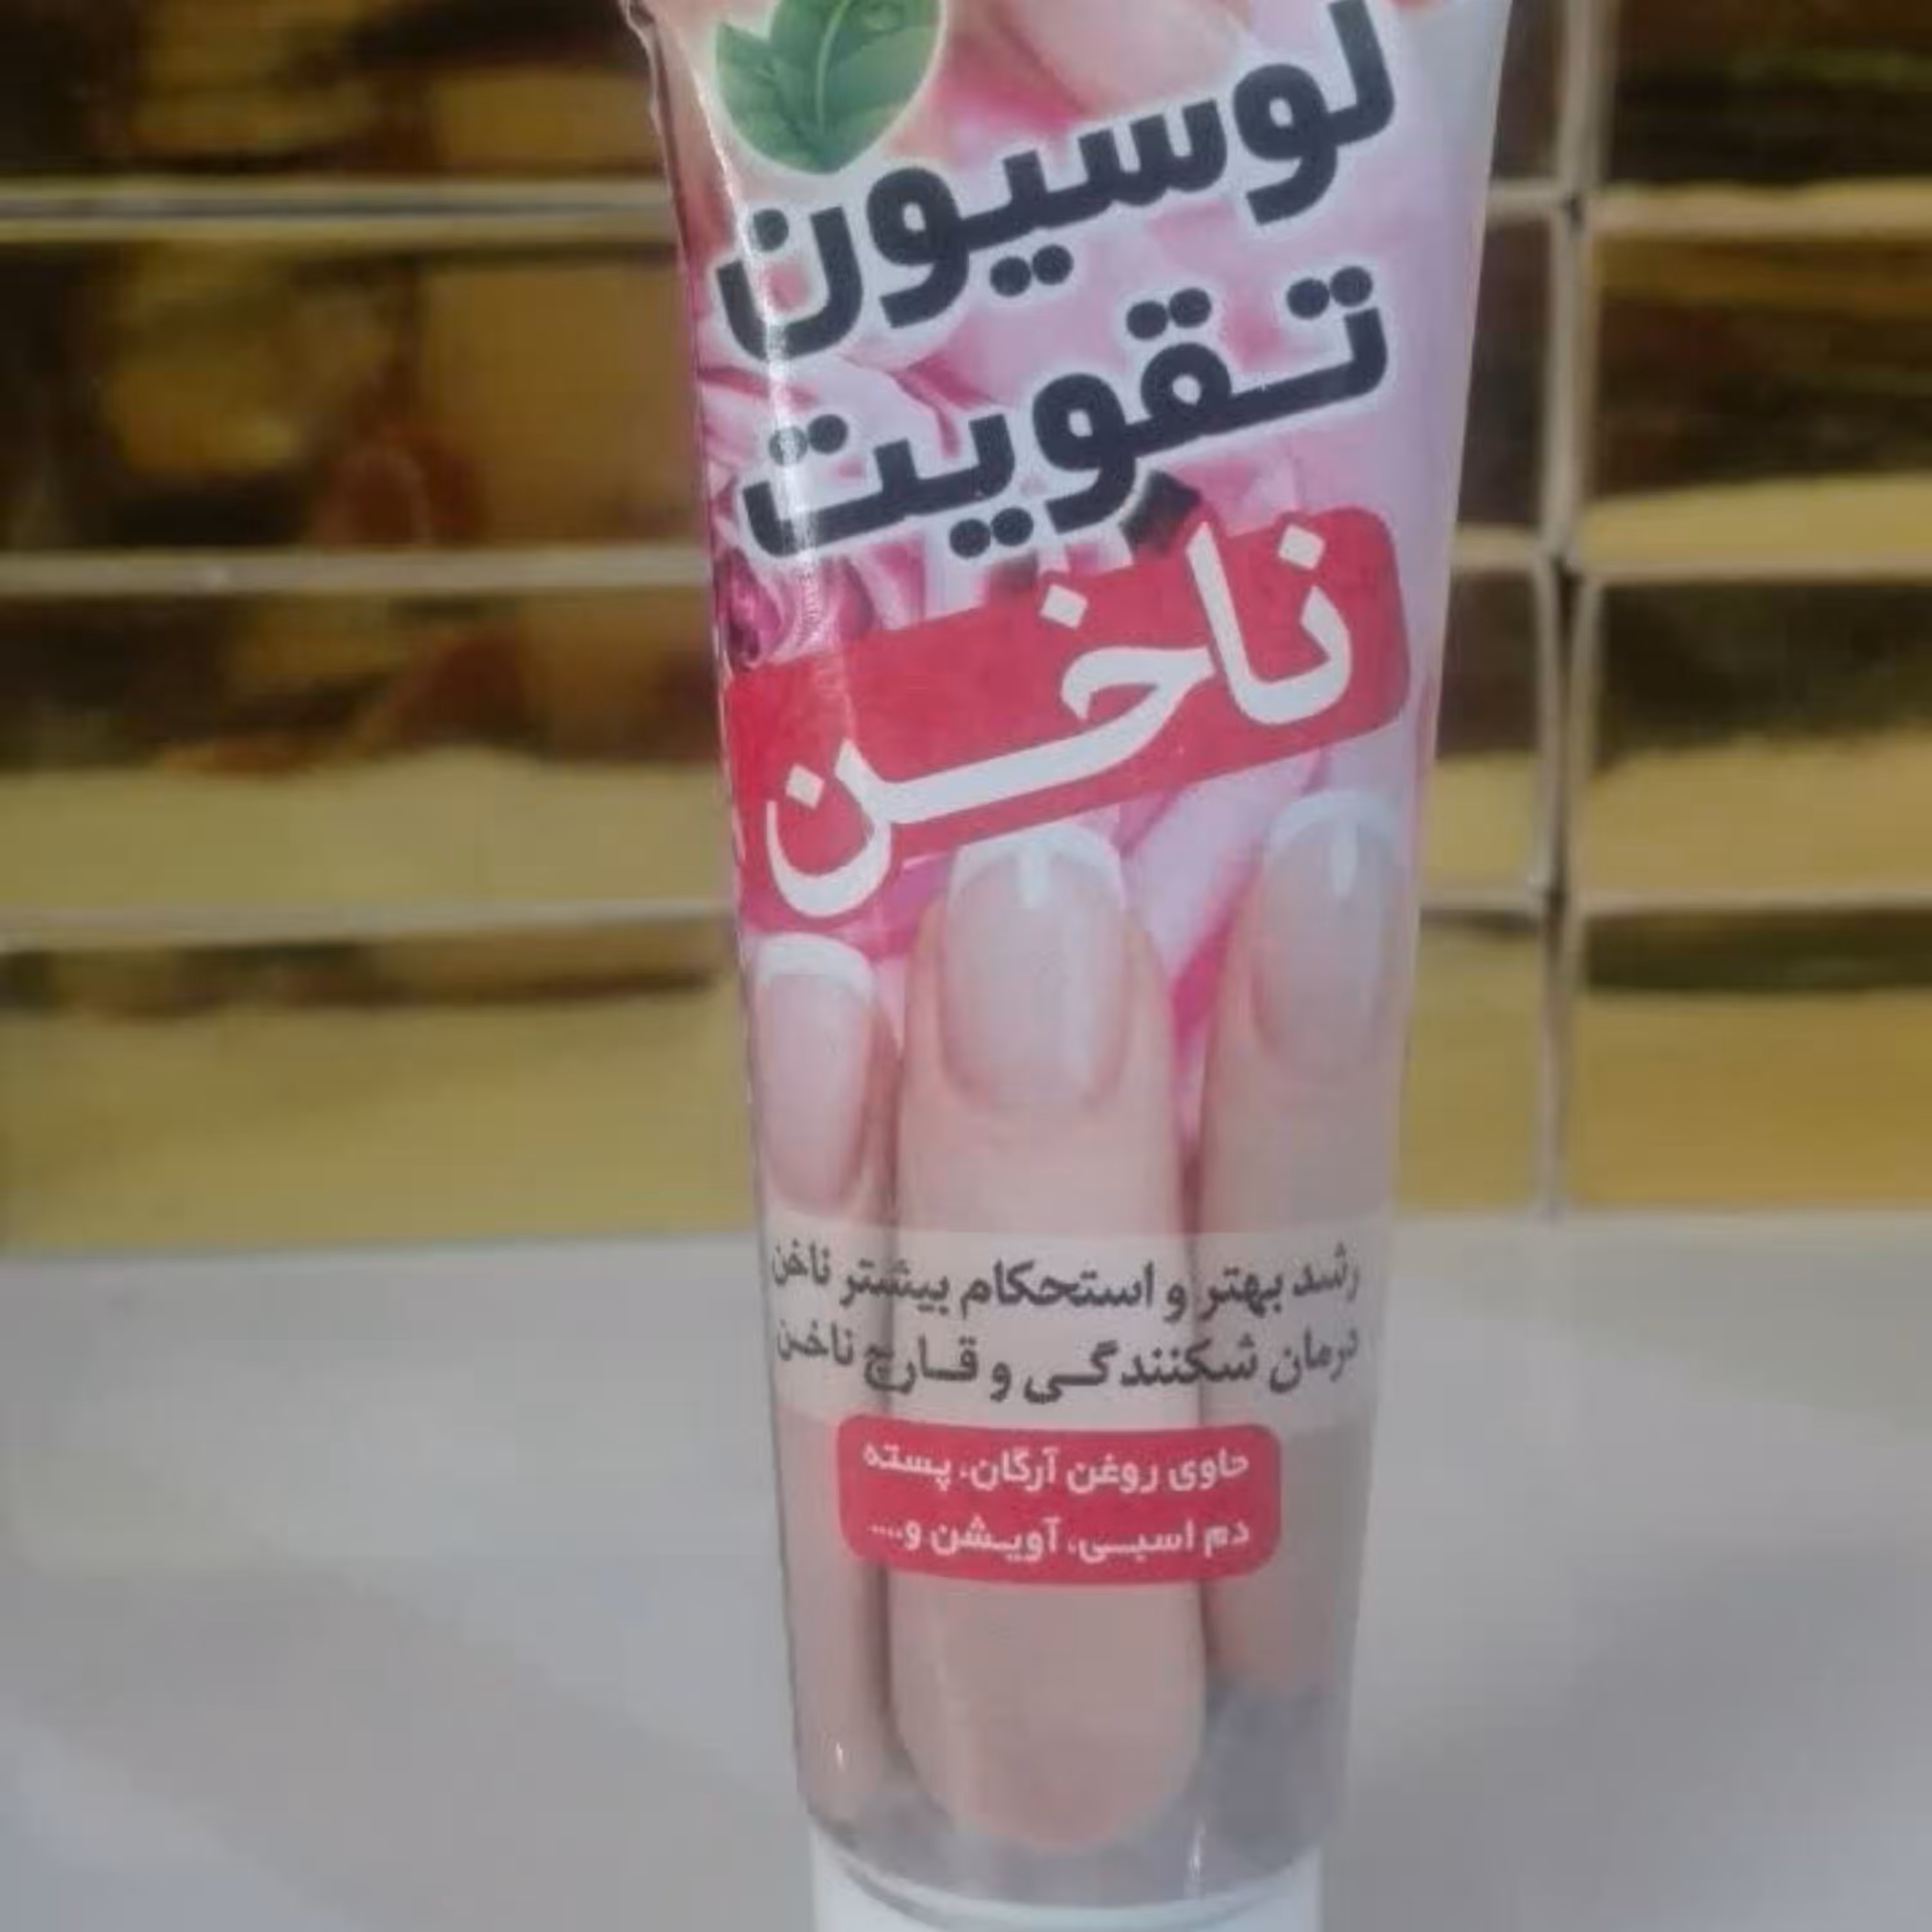 لوسیون
تقویت
ناخن
رشد بهتر و استحکام بیشتر ناخن
درمان شکنندگی و قارچ ناخن
حاوی روغن آرگان، پسته
دم اسبی، آویشن و....